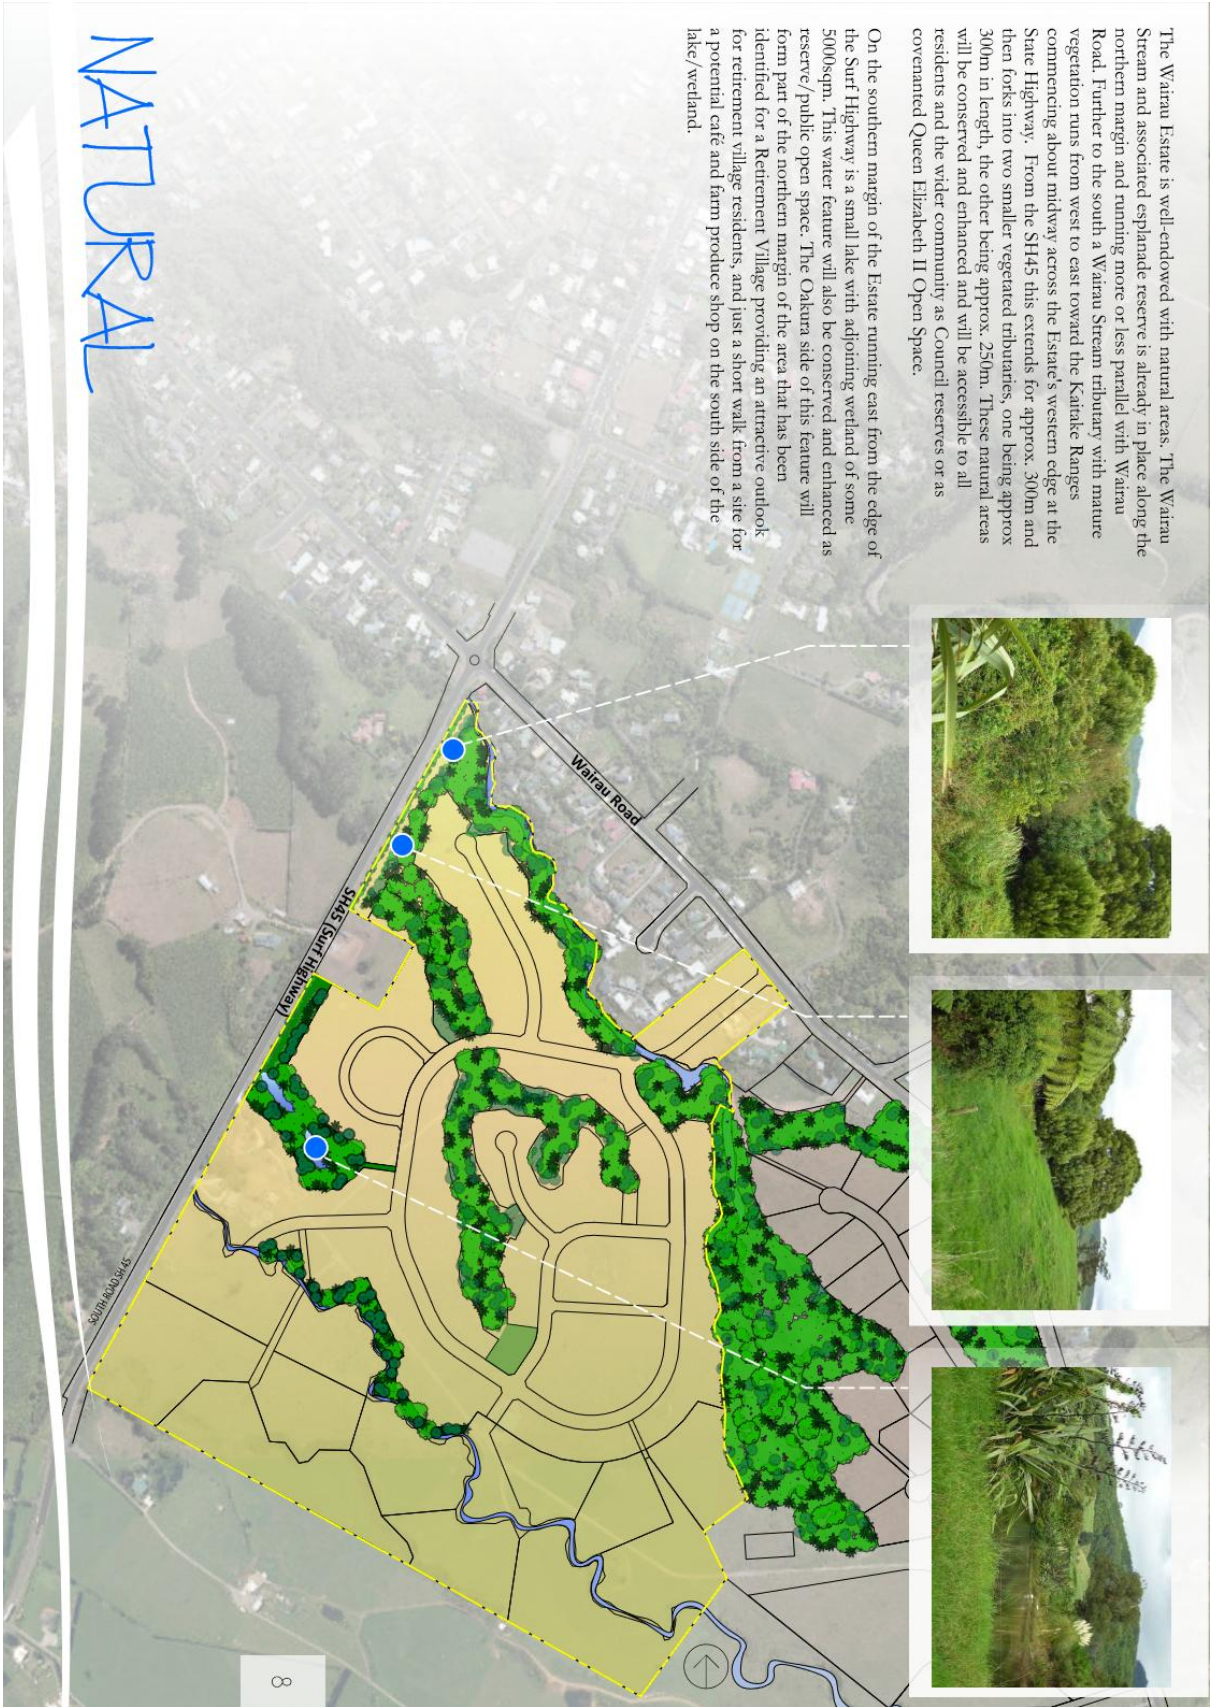 The Wairau Estate is well-endowed with natural areas. The Wairau
Stream and associated esplanade reserve is already in place along the
northern margin and running more or less parallel with Wairau
Road. Further to the south a Wairau Stream tributary with mature
vegetation runs from west to east toward the Kaitake Ranges
commencing about midway across the Estate's western edge at the
State Highway. From the SH45 this extends for approx. 300m and
then forks into two smaller vegetated tributaries, one being approx
300m in length, the other being approx. 250m. These natural areas
will be conserved and enhanced and will be accessible to all
residents and the wider community as Council reserves or as
covenanted Queen Elizabeth II Open Space.
On the southern margin of the Estate running east from the edge of
the Surf Highway is a small lake with adjoining wetland of some
5000sqm. This water feature will also be conserved and enhanced as
reserve/public open space. The Oakura side of this feature will
form part of the northern margin of the area that has been
identified for a Retirement Village providing an attractive outlook
for retirement village residents, and just a short walk from a site for
a potential café and farm produce shop on the south side of the
lake/wetland.
Wairau Road
SH45 (Surf Highway)
SOUTH ROAD SH 45
NATURAL
8